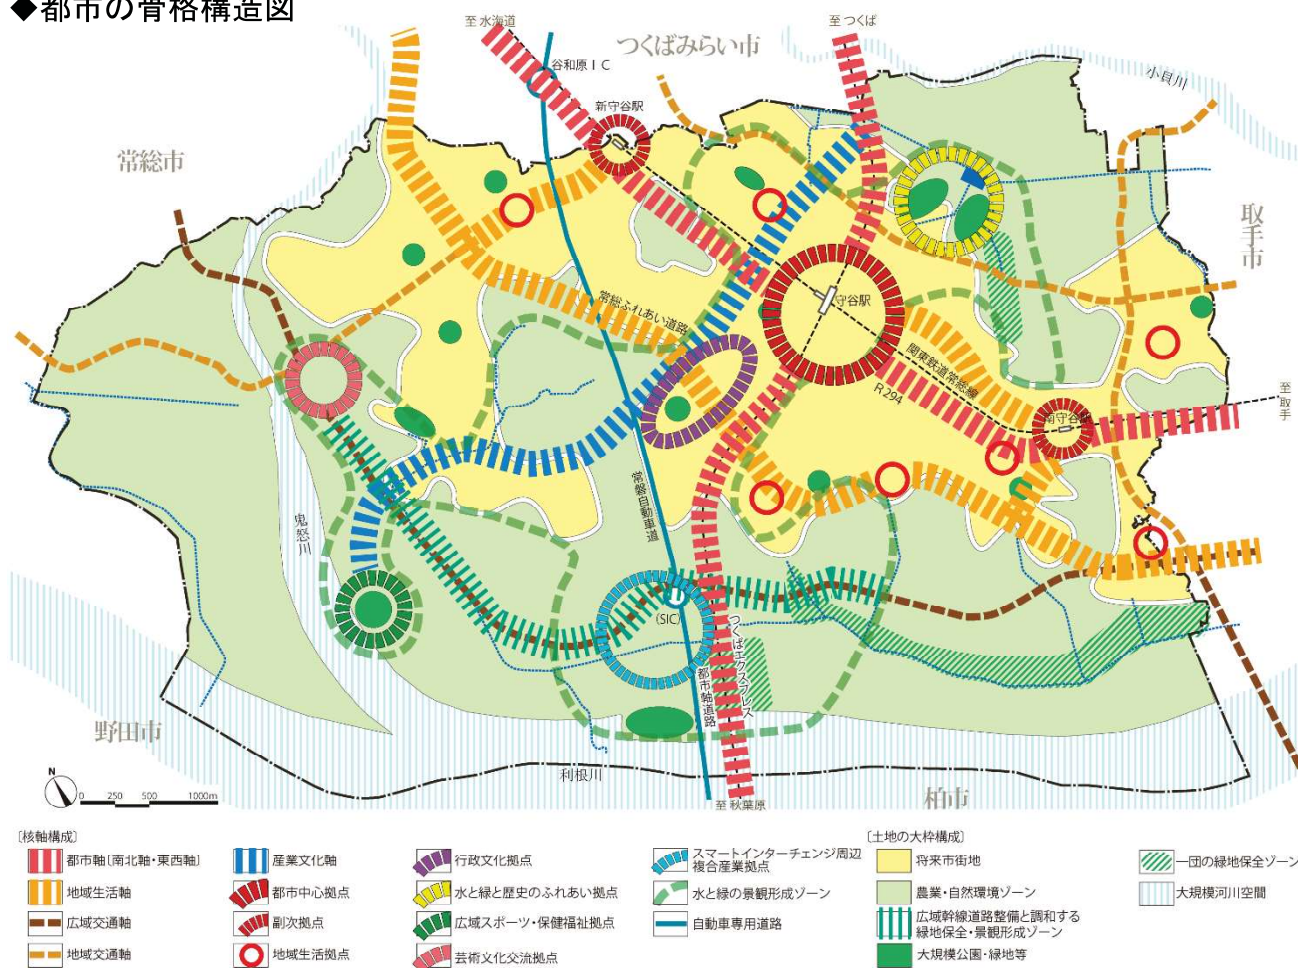 ◆都市の骨格構造図
至 水海道
至 つくば
つくばみらい市
谷和原ＩＣ
小貝川
新守谷駅
常総市
取手市
守谷駅
常総ふれあい道路
関東鉄道常総線
R294
至 取手
南守谷駅
常磐自動車道
鬼怒川
(SIC)
つくばエクスプレス
都市軸道路
野田市
利根川
柏市
至 秋葉原
N
0 250 500 1000m
〔核軸構成〕
都市軸〔南北軸・東西軸〕
地域生活軸
広域交通軸
地域交通軸
産業文化軸
都市中心拠点
副次拠点
地域生活拠点
行政文化拠点
水と緑と歴史のふれあい拠点
広域スポーツ・保健福祉拠点
芸術文化交流拠点
スマートインターチェンジ周辺
複合産業拠点
水と緑の景観形成ゾーン
自動車専用道路
〔土地の大枠構成〕
将来市街地
農業・自然環境ゾーン
広域幹線道路整備と調和する
緑地保全・景観形成ゾーン
大規模公園・緑地等
一団の緑地保全ゾーン
大規模河川空間